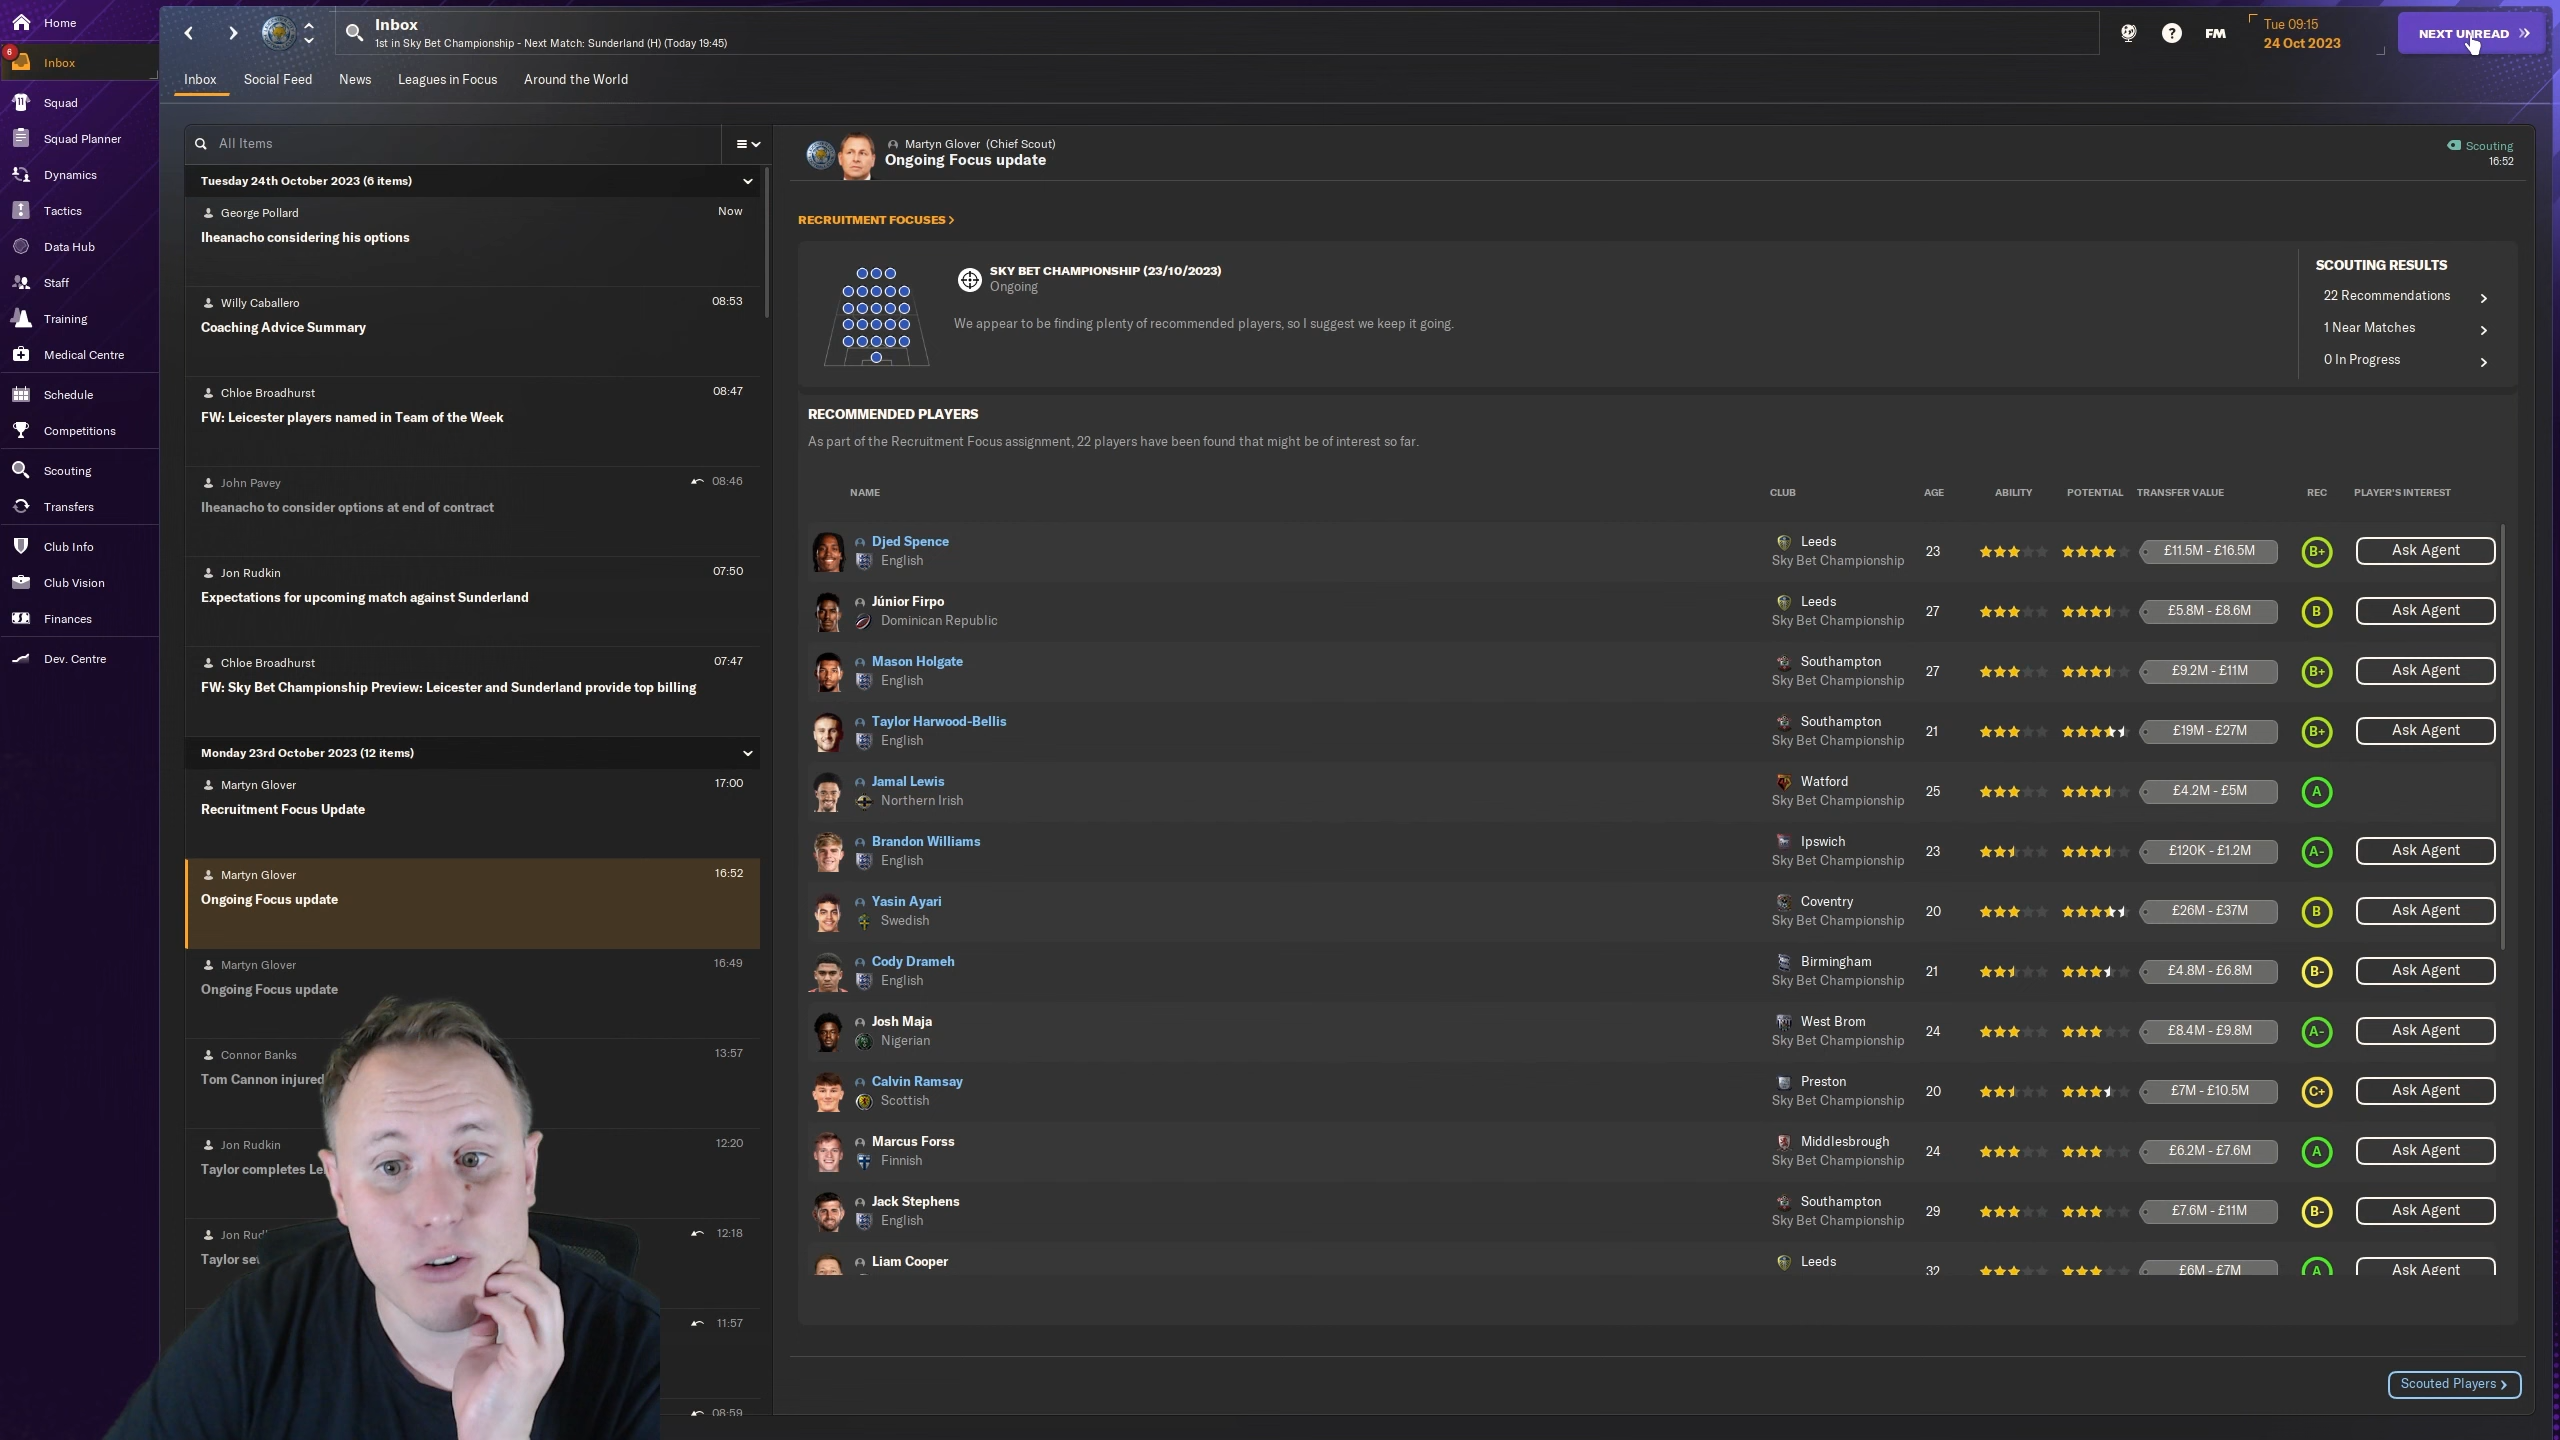 Home
6
Inbox
Squad
Squad Planner
Dynamics
Tactics
Data Hub
Staff
Training
Medical Centre
Schedule
Competitions
Scouting
Transfers
Club Info
Club Vision
Finances
Dev. Centre
Inbox
1st in Sky Bet Championship - Next Match: Sunderland (H) (Today 19:45)
FM
Tue 09:15
24 Oct 2023
NEXT UNREAD
Inbox
Social Feed
News
Leagues in Focus
Around the World
All Items
Tuesday 24th October 2023 (6 items)
George Pollard
Now
Iheanacho considering his options
Willy Caballero
08:53
Coaching Advice Summary
Chloe Broadhurst
08:47
FW: Leicester players named in Team of the Week
John Pavey
08:46
Iheanacho to consider options at end of contract
Jon Rudkin
07:50
Expectations for upcoming match against Sunderland
Chloe Broadhurst
07:47
FW: Sky Bet Championship Preview: Leicester and Sunderland provide top billing
Monday 23rd October 2023 (12 items)
Martyn Glover
17:00
Recruitment Focus Update
Martyn Glover
16:52
Ongoing Focus update
Martyn Glover
16:49
Ongoing Focus update
Connor Banks
13:57
Tom Cannon injured
Jon Rudkin
12:20
Taylor completes Le
Jon Rud
12:18
Taylor se
11:57
08:59
Martyn Glover (Chief Scout)
Ongoing Focus update
Scouting
16:52
RECRUITMENT FOCUSES >
SKY BET CHAMPIONSHIP (23/10/2023)
Ongoing
We appear to be finding plenty of recommended players, so I suggest we keep it going.
SCOUTING RESULTS
22 Recommendations
1 Near Matches
0 In Progress
RECOMMENDED PLAYERS
As part of the Recruitment Focus assignment, 22 players have been found that might be of interest so far.
NAME CLUB AGE ABILITY POTENTIAL TRANSFER VALUE REC PLAYER'S INTEREST
Djed Spence
English
Leeds
Sky Bet Championship
23
£11.5M - £16.5M
B+
Ask Agent
Júnior Firpo
Dominican Republic
Leeds
Sky Bet Championship
27
£5.8M - £8.6M
B
Ask Agent
Mason Holgate
English
Southampton
Sky Bet Championship
27
£9.2M - £11M
B+
Ask Agent
Taylor Harwood-Bellis
English
Southampton
Sky Bet Championship
21
£19M - £27M
B+
Ask Agent
Jamal Lewis
Northern Irish
Watford
Sky Bet Championship
25
£4.2M - £5M
A
Brandon Williams
English
Ipswich
Sky Bet Championship
23
£120K - £1.2M
A-
Ask Agent
Yasin Ayari
Swedish
Coventry
Sky Bet Championship
20
£26M - £37M
B
Ask Agent
Cody Drameh
English
Birmingham
Sky Bet Championship
21
£4.8M - £6.8M
B-
Ask Agent
Josh Maja
Nigerian
West Brom
Sky Bet Championship
24
£8.4M - £9.8M
A-
Ask Agent
Calvin Ramsay
Scottish
Preston
Sky Bet Championship
20
£7M - £10.5M
C+
Ask Agent
Marcus Forss
Finnish
Middlesbrough
Sky Bet Championship
24
£6.2M - £7.6M
A
Ask Agent
Jack Stephens
English
Southampton
Sky Bet Championship
29
£7.6M - £11M
B-
Ask Agent
Liam Cooper
Leeds
32
£6M - £7M
A
Ask Agent
Scouted Players >